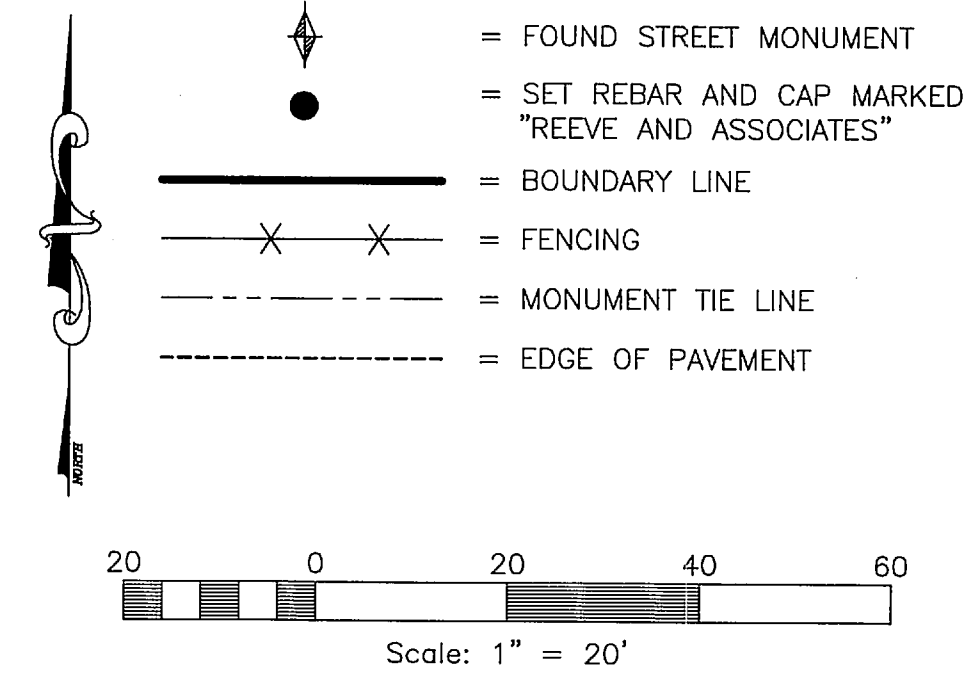 = FOUND STREET MONUMENT
= SET REBAR AND CAP MARKED
"REEVE AND ASSOCIATES"
= BOUNDARY LINE
= FENCING
= MONUMENT TIE LINE
= EDGE OF PAVEMENT
NORTH
20 0 20 40 60
Scale: 1" = 20'